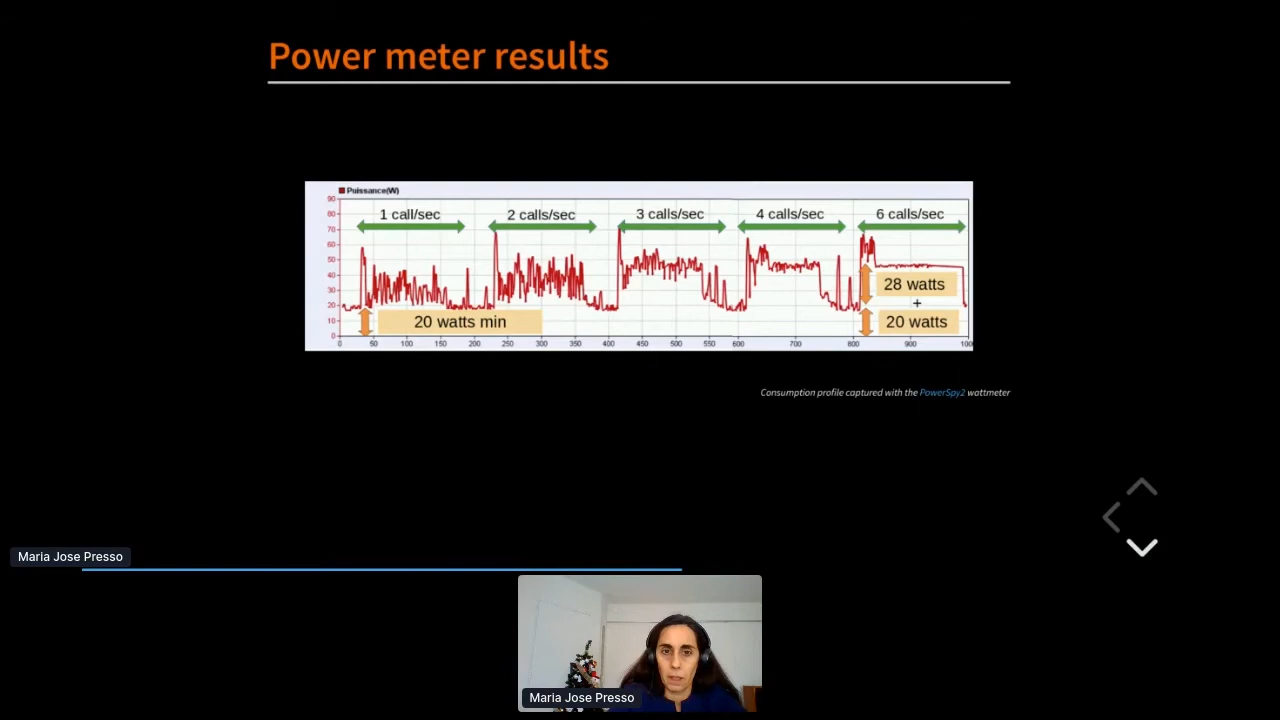 Power meter results
Puissance(W)
90
80
70
60
50
40
30
20
10
0
1 call/sec
2 calls/sec
3 calls/sec
4 calls/sec
6 calls/sec
28 watts
+
20 watts min
20 watts
0 50 100 150 200 250 300 350 400 450 500 550 600 700 800 900 100
Consumption profile captured with the PowerSpy2 wattmeter
Maria Jose Presso
Maria Jose Presso